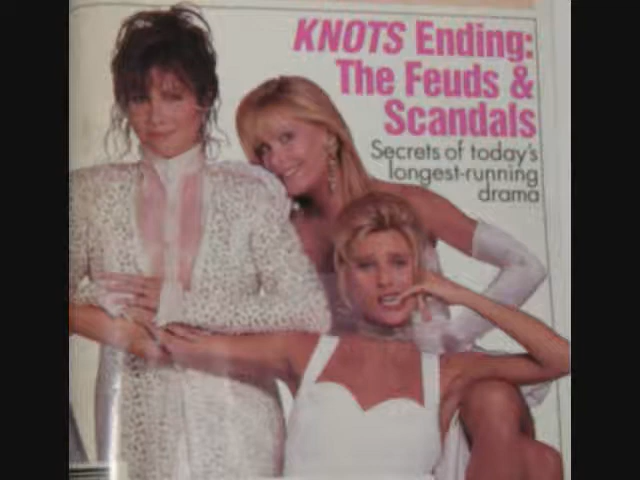 KNOTS Ending:
The Feuds &
Scandals
Secrets of today's
longest-running
drama